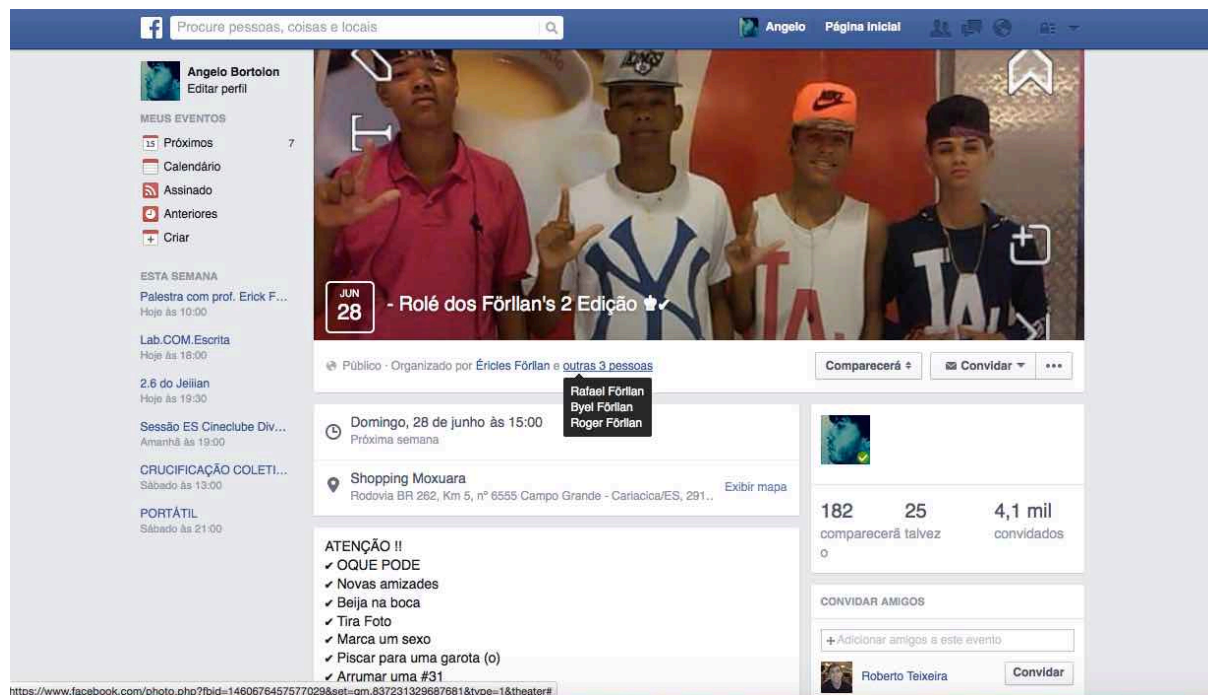 Procure pessoas, coisas e locais
Angelo Página inicial
Angelo Bortolon
Editar perfil
MEUS EVENTOS
15 Próximos 7
Calendário
Assinado
Anteriores
Criar
ESTA SEMANA
Palestra com prof. Erick F...
Hoje às 10:00
Lab.COM.Escrita
Hoje às 18:00
2.6 do Jeiiian
Hoje às 19:30
Sessão ES Cineclube Div...
Amanhã às 19:00
CRUCIFICAÇÃO COLETI...
Sábado às 13:00
PORTÁTIL
Sábado às 21:00
JUN
28
- Rolé dos Förllan's 2 Edição ♚✔
Público · Organizado por Éricles Förllan e outras 3 pessoas
Rafael Förllan
Byel Förllan
Roger Förllan
Comparecerá
Convidar
Domingo, 28 de junho às 15:00
Próxima semana
Shopping Moxuara
Rodovia BR 262, Km 5, nº 6555 Campo Grande - Cariacica/ES, 291..
Exibir mapa
ATENÇÃO !!
✔ OQUE PODE
✔ Novas amizades
✔ Beija na boca
✔ Tira Foto
✔ Marca um sexo
✔ Piscar para uma garota (o)
✔ Arrumar uma #31
182 25 4,1 mil
comparecerã talvez convidados
o
CONVIDAR AMIGOS
+ Adicionar amigos a este evento
Roberto Teixeira
Convidar
https://www.facebook.com/photo.php?fbid=1460676457577029&set=gm.837231329687681&type=1&theater#